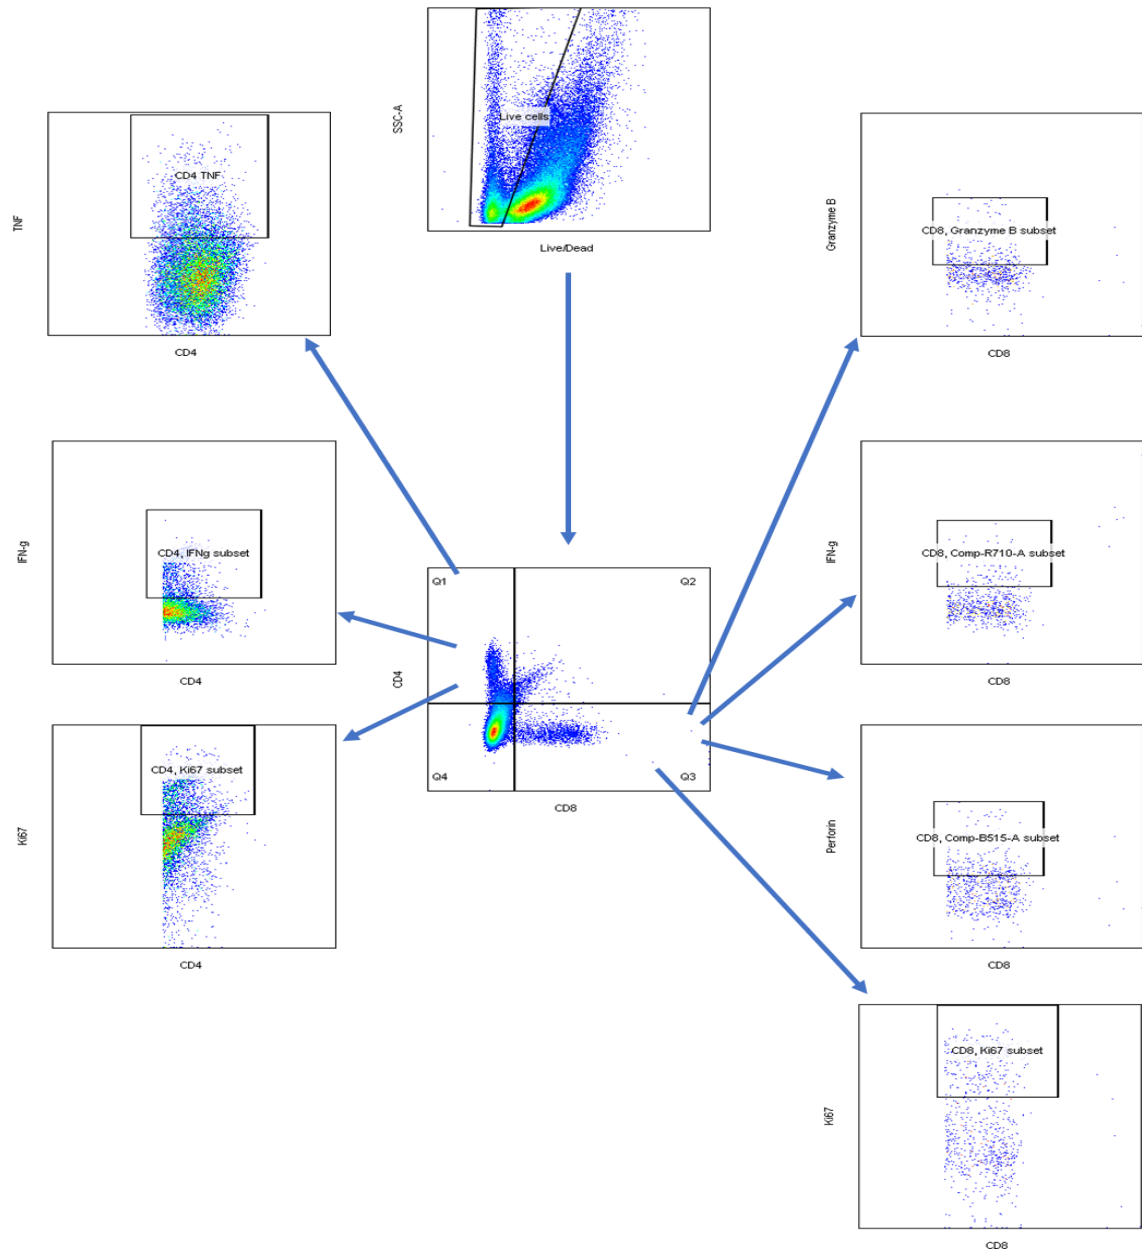 SSC-A
Live cells
Live/Dead
TNF
CD4 TNF
CD4
Granzyme B
CD8, Granzyme B subset
CD8
IFN-g
CD4, IFNg subset
CD4
IFN-g
CD8, Comp-R710-A subset
CD8
Q1
Q2
CD4
Q4
Q3
CD8
Ki67
CD4, Ki67 subset
CD4
Perforin
CD8, Comp-B515-A subset
CD8
Ki67
CD8, Ki67 subset
CD8